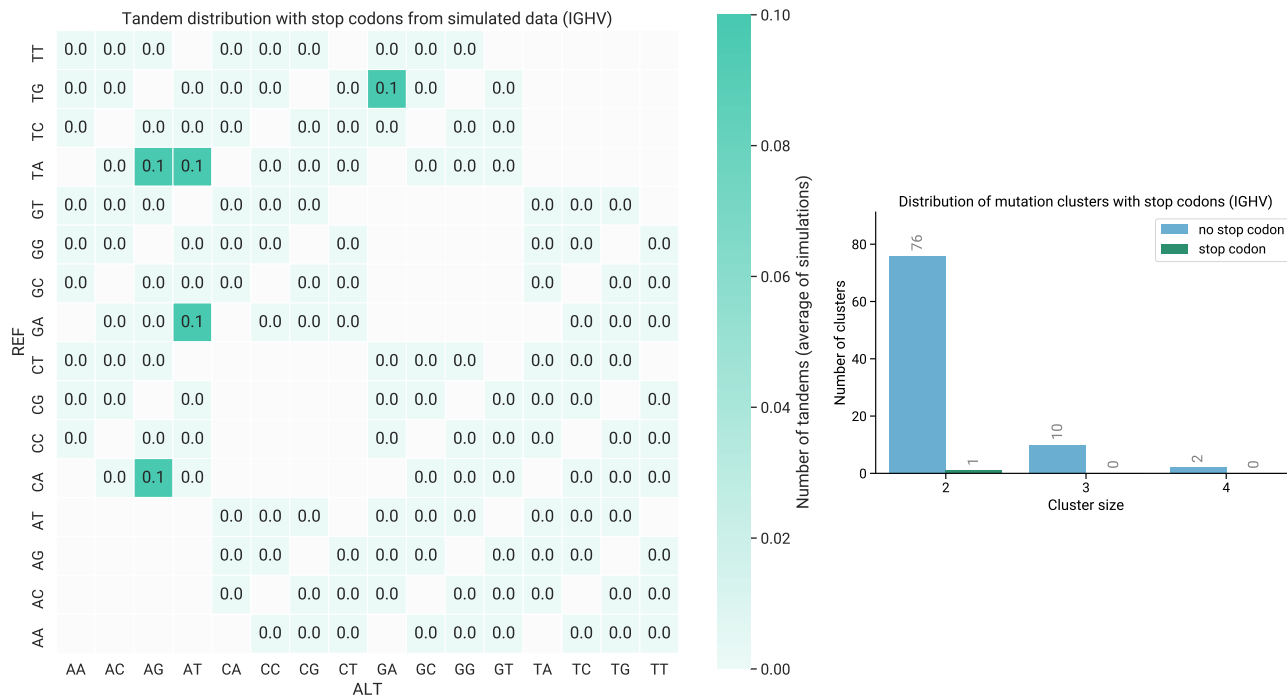 Tandem distribution with stop codons from simulated data (IGHV)
TT 0.0 0.0 0.0 0.0 0.0 0.0 0.0 0.0 0.0
TG 0.0 0.0 0.0 0.0 0.0 0.0 0.1 0.0 0.0
TC 0.0 0.0 0.0 0.0 0.0 0.0 0.0 0.0 0.0
TA 0.0 0.1 0.1 0.0 0.0 0.0 0.0 0.0 0.0
GT 0.0 0.0 0.0 0.0 0.0 0.0 0.0 0.0 0.0
GG 0.0 0.0 0.0 0.0 0.0 0.0 0.0 0.0 0.0
GC 0.0 0.0 0.0 0.0 0.0 0.0 0.0 0.0 0.0
GA 0.0 0.0 0.1 0.0 0.0 0.0 0.0 0.0 0.0
CT 0.0 0.0 0.0 0.0 0.0 0.0 0.0 0.0 0.0
CG 0.0 0.0 0.0 0.0 0.0 0.0 0.0 0.0 0.0
CC 0.0 0.0 0.0 0.0 0.0 0.0 0.0 0.0 0.0
CA 0.0 0.1 0.0 0.0 0.0 0.0 0.0 0.0 0.0
AT 0.0 0.0 0.0 0.0 0.0 0.0 0.0 0.0 0.0
AG 0.0 0.0 0.0 0.0 0.0 0.0 0.0 0.0 0.0
AC 0.0 0.0 0.0 0.0 0.0 0.0 0.0 0.0 0.0
AA 0.0 0.0 0.0 0.0 0.0 0.0 0.0 0.0 0.0
AA AC AG AT CA CC CG CT GA GC GG GT TA TC TG TT
ALT
REF
0.10
0.08
0.06
0.04
0.02
0.00
Number of tandems (average of simulations)
Distribution of mutation clusters with stop codons (IGHV)
no stop codon
stop codon
Number of clusters
80
60
40
20
0
76
1
10
0
2
0
2 3 4
Cluster size